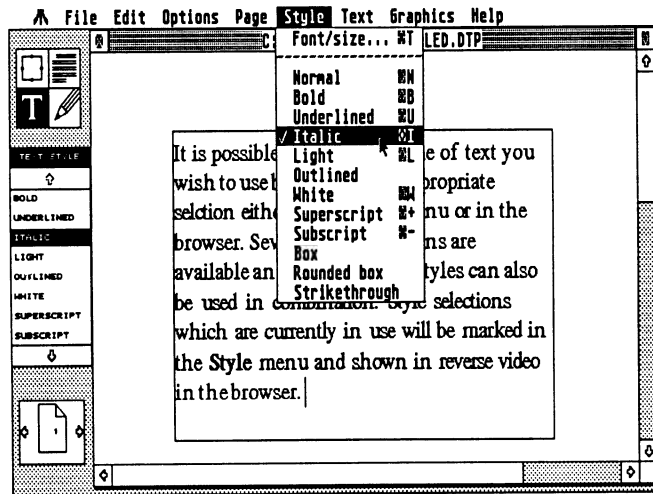 File Edit Options Page Style Text Graphics Help
C: LED.DTP
Font/size... ⌘T
Normal ⌘N
Bold ⌘B
Underlined ⌘U
✓ Italic ◊I
Light ⌘L
Outlined
White ⌘W
Superscript ⌘+
Subscript ⌘-
Box
Rounded box
Strikethrough
T
TEXT STYLE
BOLD
UNDERLINED
ITALIC
LIGHT
OUTLINED
WHITE
SUPERSCRIPT
SUBSCRIPT
1
It is possible e of text you
wish to use propriate
selction eith nu or in the
browser. Sev ns are
available an tyles can also
be used in combination. Style selections
which are currently in use will be marked in
the Style menu and shown in reverse video
in the browser.